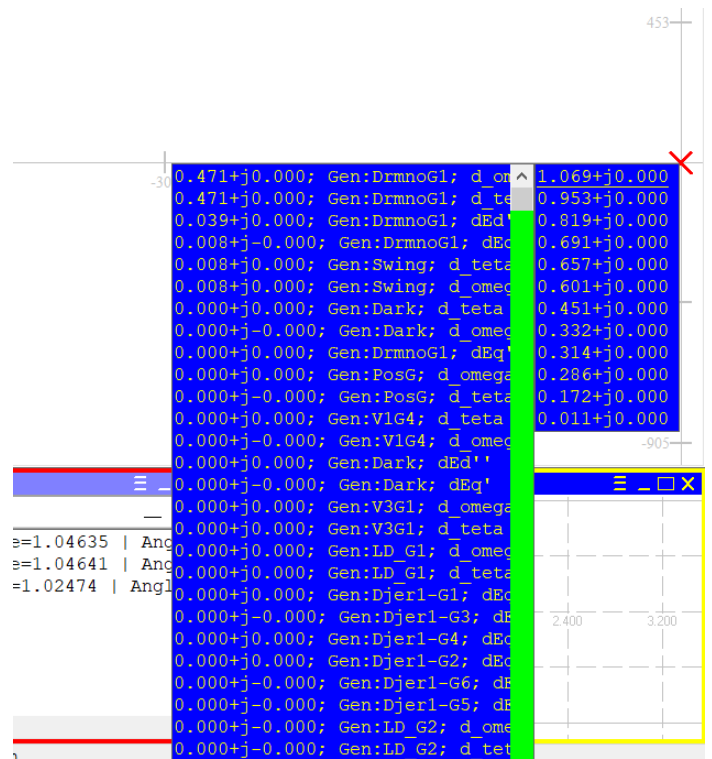 453
-30
0.471+j0.000; Gen:DrmnoG1; d_om
0.471+j0.000; Gen:DrmnoG1; d_te
0.039+j0.000; Gen:DrmnoG1; dEd'
0.008+j-0.000; Gen:DrmnoG1; dEd
0.008+j0.000; Gen:Swing; d_teta
0.008+j0.000; Gen:Swing; d_omeg
0.000+j0.000; Gen:Dark; d_teta
0.000+j-0.000; Gen:Dark; d_omeg
0.000+j0.000; Gen:DrmnoG1; dEq'
0.000+j0.000; Gen:PosG; d_omega
0.000+j-0.000; Gen:PosG; d_teta
0.000+j0.000; Gen:V1G4; d_teta
0.000+j-0.000; Gen:V1G4; d_omeg
0.000+j0.000; Gen:Dark; dEd''
0.000+j-0.000; Gen:Dark; dEq'
0.000+j0.000; Gen:V3G1; d_omega
0.000+j0.000; Gen:V3G1; d_teta
0.000+j0.000; Gen:LD_G1; d_omeg
0.000+j0.000; Gen:LD_G1; d_teta
0.000+j0.000; Gen:Djer1-G1; dEq
0.000+j-0.000; Gen:Djer1-G3; dE
0.000+j0.000; Gen:Djer1-G4; dEq
0.000+j0.000; Gen:Djer1-G2; dEq
0.000+j-0.000; Gen:Djer1-G6; dE
0.000+j-0.000; Gen:Djer1-G5; dE
0.000+j-0.000; Gen:LD_G2; d_ome
0.000+j-0.000; Gen:LD_G2; d_tet
1.069+j0.000
0.953+j0.000
0.819+j0.000
0.691+j0.000
0.657+j0.000
0.601+j0.000
0.451+j0.000
0.332+j0.000
0.314+j0.000
0.286+j0.000
0.172+j0.000
0.011+j0.000
-905
e=1.04635 | Ang
e=1.04641 | Ang
=1.02474 | Angl
2.400
3.200